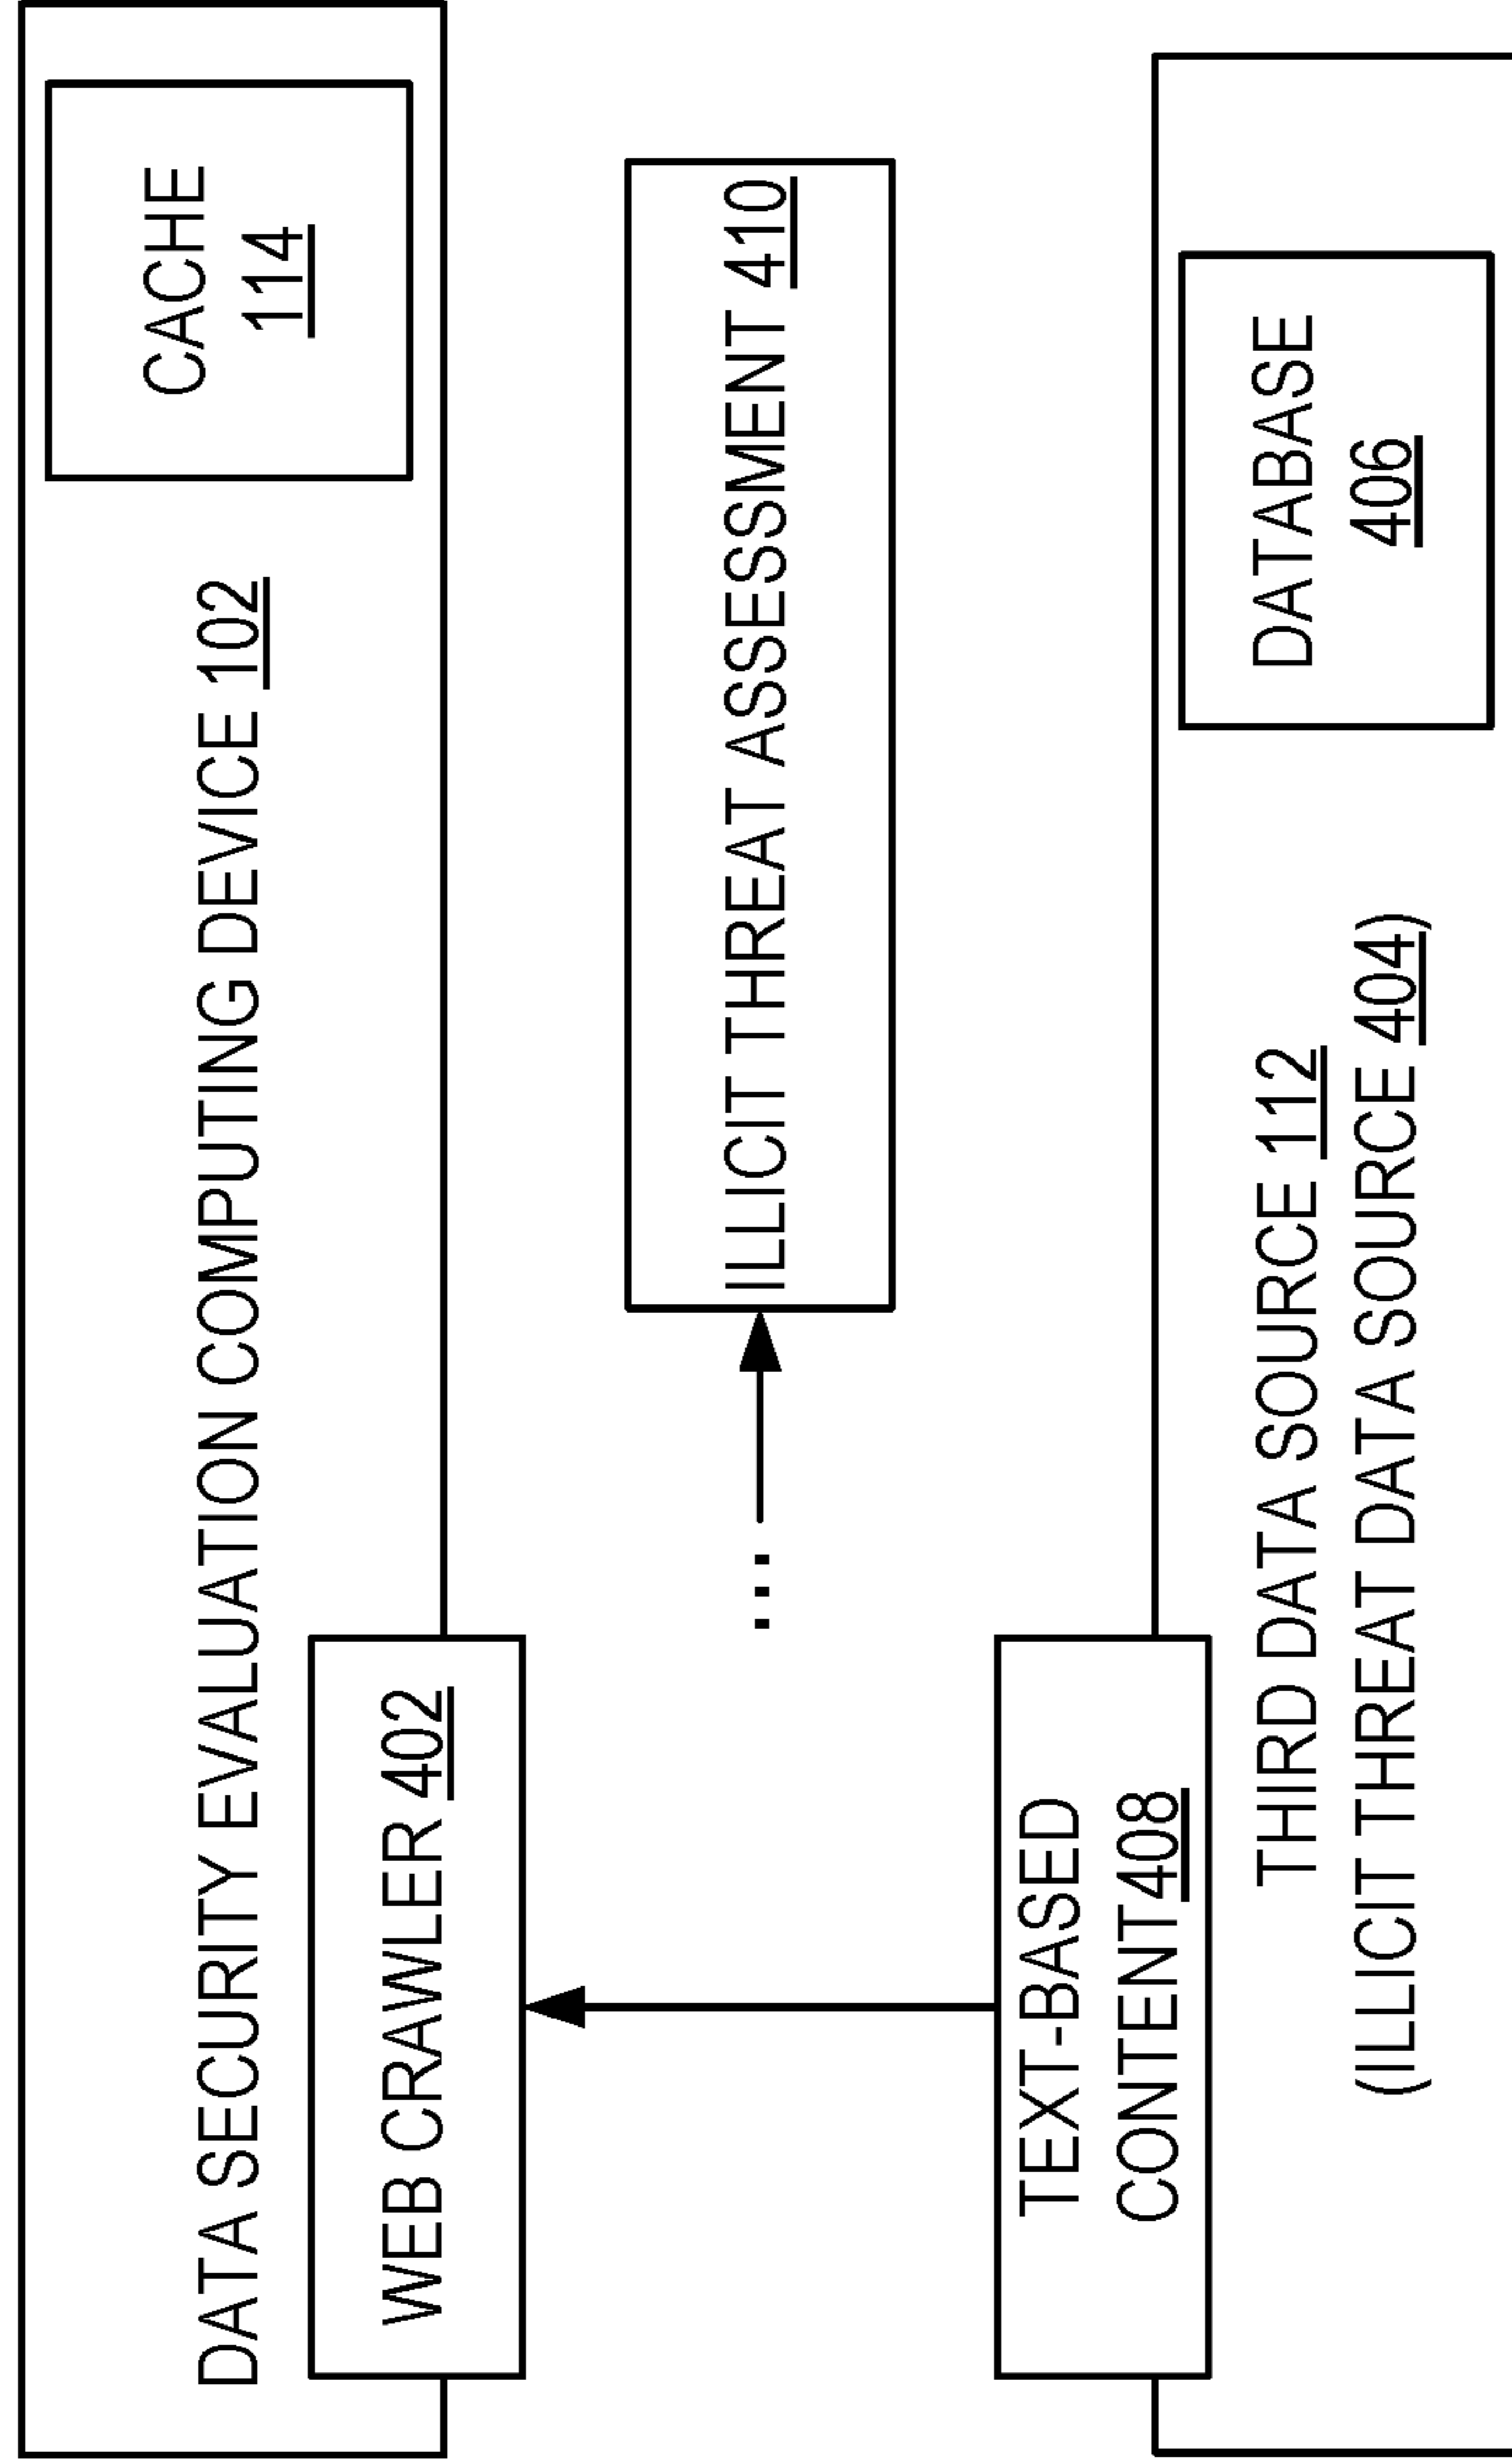 DATA SECURITY EVALUATION COMPUTING DEVICE 102
CACHE
114
WEB CRAWLER 402
ILLICIT THREAT ASSESSMENT 410
TEXT-BASED
CONTENT408
THIRD DATA SOURCE 112
(ILLICIT THREAT DATA SOURCE 404)
DATABASE
406